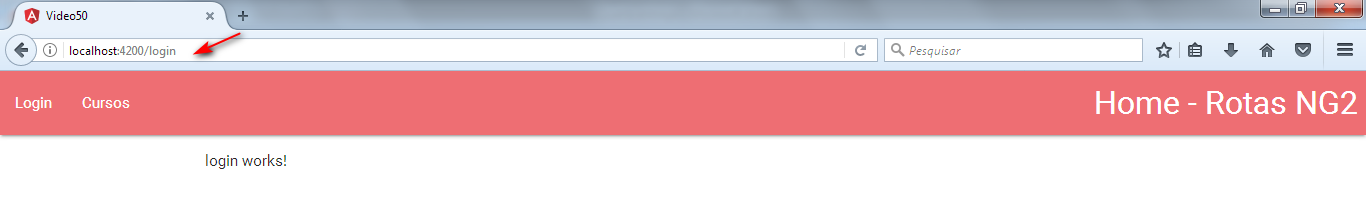 Video50
localhost:4200/login
Pesquisar
Login Cursos Home - Rotas NG2
login works!